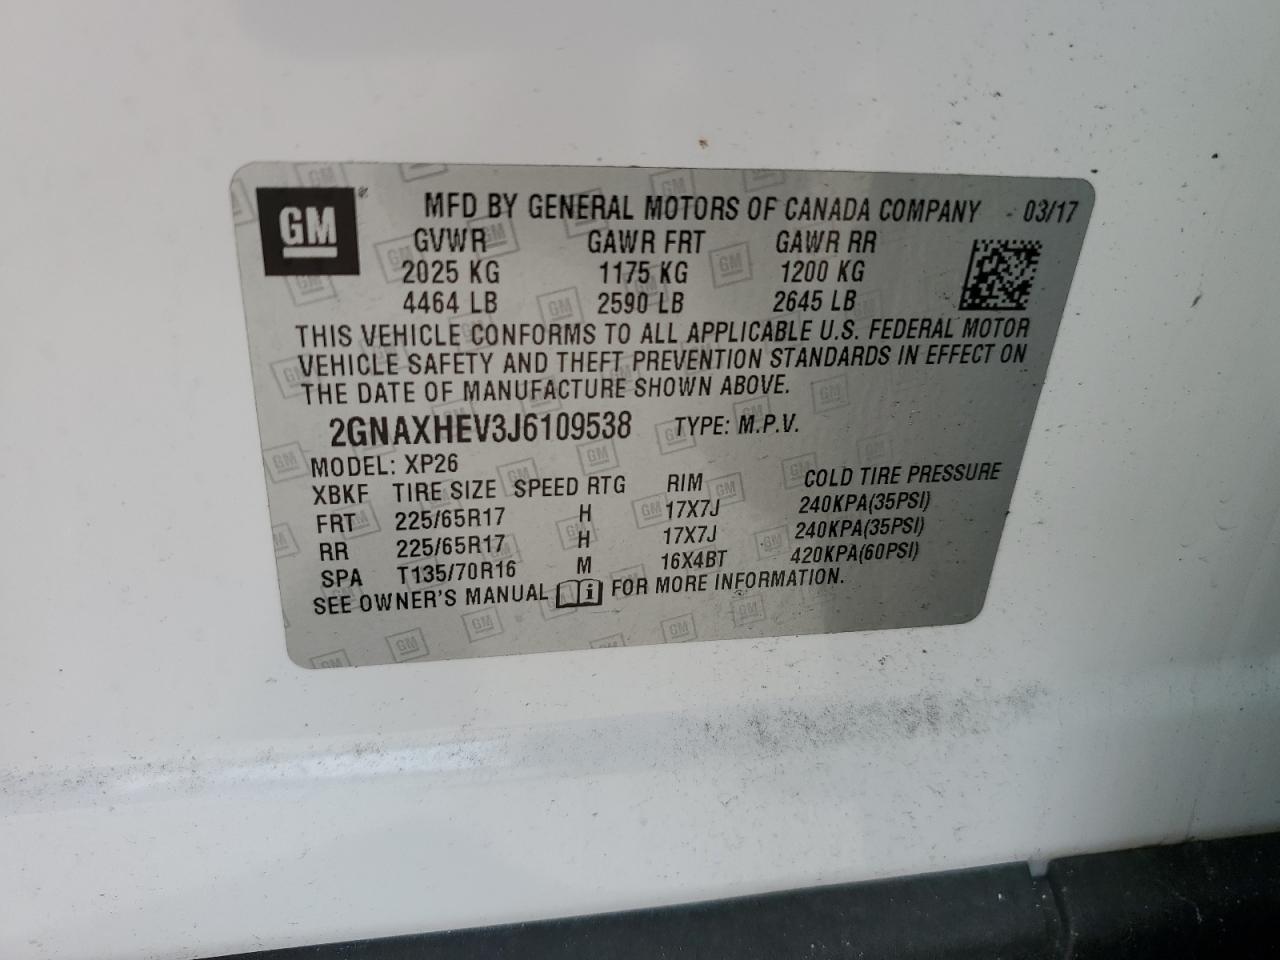 GM MFD BY GENERAL MOTORS OF CANADA COMPANY - 03/17
GVWR GAWR FRT GAWR RR
2025 KG 1175 KG 1200 KG
4464 LB 2590 LB 2645 LB
THIS VEHICLE CONFORMS TO ALL APPLICABLE U.S. FEDERAL MOTOR
VEHICLE SAFETY AND THEFT PREVENTION STANDARDS IN EFFECT ON
THE DATE OF MANUFACTURE SHOWN ABOVE.
2GNAXHEV3J6109538 TYPE: M.P.V.
MODEL: XP26
XBKF TIRE SIZE SPEED RTG RIM COLD TIRE PRESSURE
FRT 225/65R17 H 17X7J 240KPA(35PSI)
RR 225/65R17 H 17X7J 240KPA(35PSI)
SPA T135/70R16 M 16X4BT 420KPA(60PSI)
SEE OWNER'S MANUAL i FOR MORE INFORMATION.